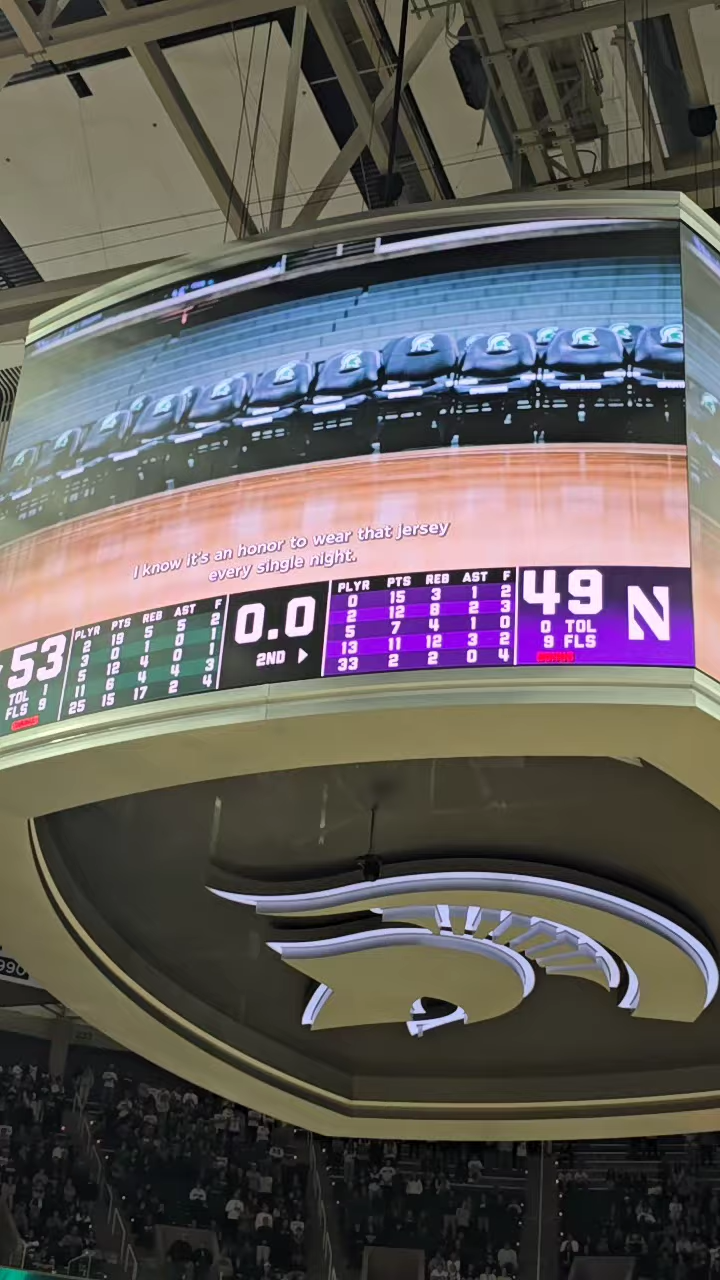 I know it's an honor to wear that jersey
every single night.
53
TOL 1
FLS 9
PLYR PTS REB AST F
2 19 5 5 2
3 0 1 0 1
5 12 4 0 1
11 6 4 4 3
25 15 17 2 4
0.0
2ND
PLYR PTS REB AST F
0 15 3 1 2
2 12 8 2 3
5 7 4 1 0
13 11 12 3 2
33 2 2 0 4
49
0 TOL
9 FLS
N
990